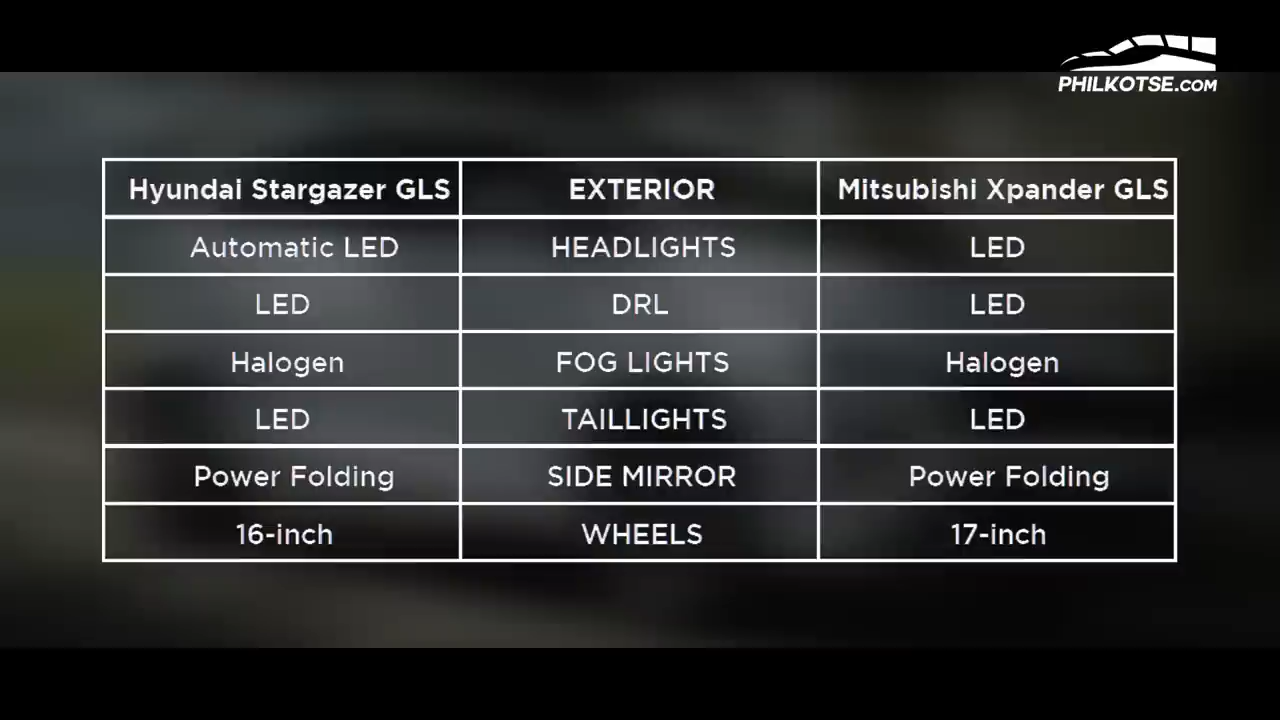 PHILKOTSE.COM
Hyundai Stargazer GLS EXTERIOR Mitsubishi Xpander GLS
Automatic LED HEADLIGHTS LED
LED DRL LED
Halogen FOG LIGHTS Halogen
LED TAILLIGHTS LED
Power Folding SIDE MIRROR Power Folding
16-inch WHEELS 17-inch